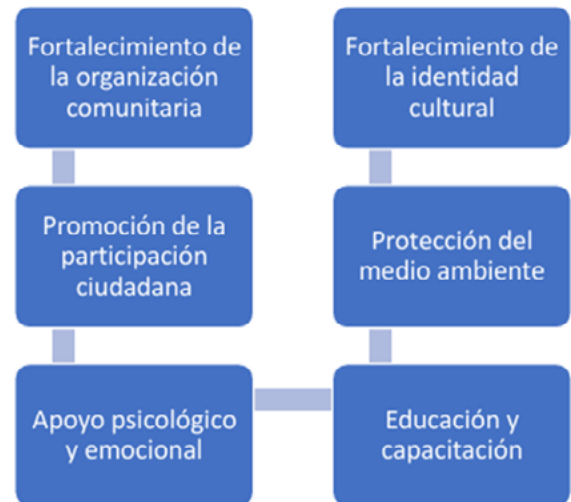 Fortalecimiento de
la organización
comunitaria
Promoción de la
participación
ciudadana
Apoyo psicológico
y emocional
Educación y
capacitación
Protección del
medio ambiente
Fortalecimiento de
la identidad
cultural